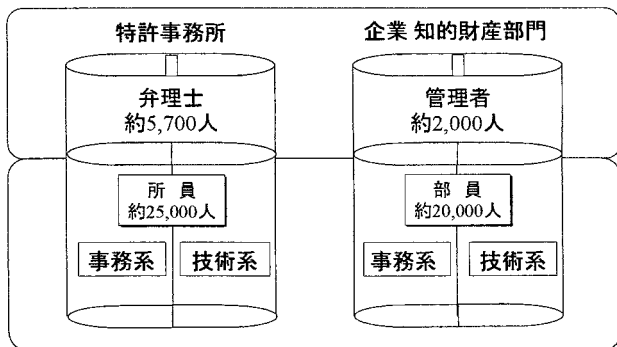 特許事務所
企業 知的財産部門
弁理士
約5,700人
管理者
約2,000人
所 員
約25,000人
部 員
約20,000人
事務系
技術系
事務系
技術系